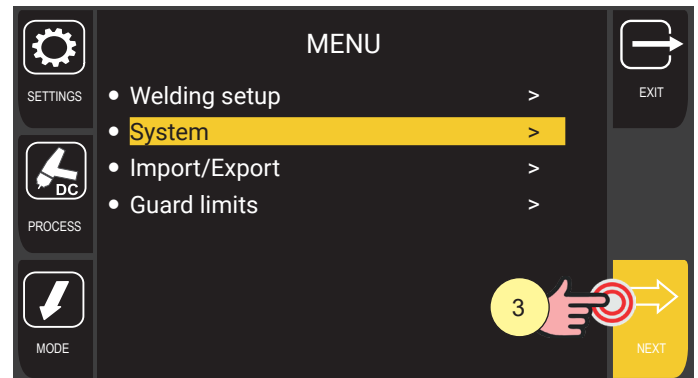 MENU
SETTINGS
EXIT
• Welding setup >
• System >
• Import/Export >
• Guard limits >
DC
PROCESS
3
MODE
NEXT